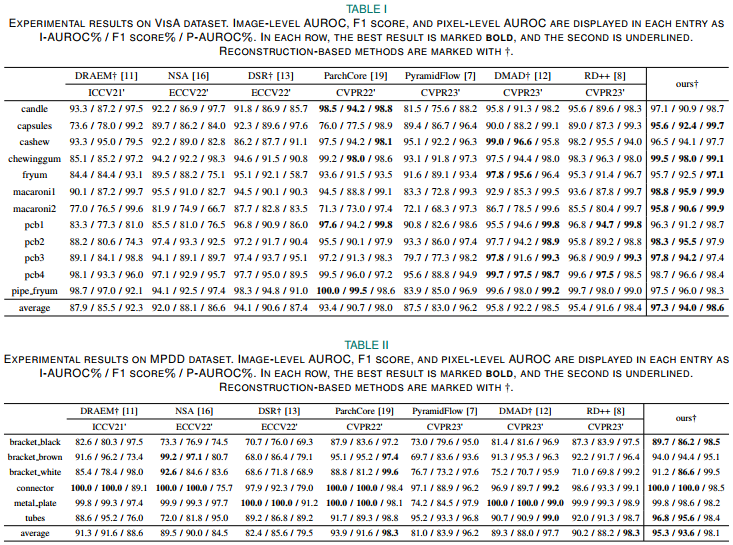 TABLE I
EXPERIMENTAL RESULTS ON VISA DATASET. IMAGE-LEVEL AUROC, F1 SCORE, AND PIXEL-LEVEL AUROC ARE DISPLAYED IN EACH ENTRY AS
I-AUROC% / F1 SCORE% / P-AUROC%. IN EACH ROW, THE BEST RESULT IS MARKED BOLD, AND THE SECOND IS UNDERLINED.
RECONSTRUCTION-BASED METHODS ARE MARKED WITH †.
DRAEM† [11] NSA [16] DSR† [13] ParchCore [19] PyramidFlow [7] DMAD† [12] RD++ [8] ours†
ICCV21' ECCV22' ECCV22' CVPR22' CVPR23' CVPR23' CVPR23'
candle 93.3 / 87.2 / 97.5 92.2 / 86.9 / 97.7 91.8 / 86.9 / 85.7 98.5 / 94.2 / 98.8 81.5 / 75.6 / 88.2 95.8 / 91.3 / 98.2 95.6 / 89.6 / 98.3 97.1 / 90.9 / 98.7
capsules 73.6 / 78.0 / 99.2 89.7 / 86.2 / 84.0 92.3 / 89.6 / 97.6 76.0 / 77.5 / 98.9 89.4 / 86.7 / 96.4 90.0 / 88.2 / 99.1 89.0 / 87.3 / 99.3 95.6 / 92.4 / 99.7
cashew 93.3 / 95.0 / 79.5 92.2 / 89.0 / 82.8 86.2 / 87.7 / 91.1 97.5 / 94.2 / 98.1 95.1 / 92.2 / 96.3 99.0 / 96.6 / 95.8 98.2 / 95.5 / 94.0 96.5 / 94.1 / 97.7
chewinggum 85.1 / 85.2 / 97.2 94.2 / 92.2 / 98.3 94.6 / 91.5 / 90.8 99.2 / 98.0 / 98.6 93.1 / 91.8 / 97.3 97.5 / 94.4 / 98.0 98.3 / 96.3 / 98.0 99.5 / 98.0 / 99.1
fryum 84.4 / 84.4 / 93.1 89.5 / 88.2 / 75.1 95.1 / 92.1 / 58.7 93.6 / 91.5 / 93.5 91.6 / 89.1 / 93.4 97.8 / 95.6 / 96.4 95.3 / 91.4 / 96.7 95.7 / 92.5 / 97.1
macaroni1 90.1 / 87.2 / 99.7 95.5 / 91.0 / 82.7 94.5 / 90.1 / 90.3 94.5 / 88.8 / 99.1 83.3 / 72.8 / 99.3 92.9 / 85.3 / 99.5 93.6 / 87.8 / 99.7 98.8 / 95.9 / 99.9
macaroni2 77.0 / 76.5 / 99.6 81.9 / 74.9 / 66.7 87.7 / 82.8 / 83.5 71.3 / 73.0 / 97.4 72.1 / 68.3 / 97.3 86.7 / 78.5 / 99.6 85.5 / 80.4 / 99.7 95.8 / 90.6 / 99.9
pcb1 83.3 / 77.3 / 81.0 85.5 / 81.0 / 76.5 96.8 / 90.9 / 86.0 97.6 / 94.2 / 99.8 90.8 / 82.6 / 98.6 95.5 / 94.6 / 99.8 96.8 / 94.7 / 99.8 96.3 / 91.2 / 98.7
pcb2 88.2 / 80.6 / 74.3 97.4 / 93.3 / 92.5 97.2 / 91.7 / 90.4 95.5 / 90.1 / 97.9 93.3 / 86.0 / 97.4 97.7 / 94.2 / 98.9 95.8 / 89.2 / 98.8 98.3 / 95.5 / 97.9
pcb3 89.1 / 84.1 / 98.8 94.1 / 89.1 / 89.7 97.4 / 93.7 / 95.1 97.2 / 91.3 / 98.3 79.7 / 77.3 / 98.2 97.8 / 91.6 / 99.3 96.8 / 90.9 / 99.3 97.8 / 94.2 / 97.4
pcb4 98.1 / 93.3 / 96.0 97.1 / 92.9 / 95.7 97.7 / 95.0 / 89.5 99.5 / 96.0 / 97.2 95.6 / 88.8 / 94.9 99.7 / 97.5 / 98.7 99.6 / 97.5 / 98.5 98.7 / 96.6 / 98.4
pipe_fryum 98.7 / 97.0 / 92.1 94.1 / 92.5 / 97.4 98.3 / 94.8 / 91.0 100.0 / 99.5 / 98.6 83.9 / 85.0 / 96.9 99.6 / 98.0 / 99.2 99.7 / 98.0 / 99.1 97.5 / 96.0 / 98.3
average 87.9 / 85.5 / 92.3 92.0 / 88.1 / 86.6 94.1 / 90.6 / 87.4 93.4 / 90.7 / 98.0 87.5 / 83.0 / 96.2 95.8 / 92.2 / 98.5 95.4 / 91.6 / 98.4 97.3 / 94.0 / 98.6
TABLE II
EXPERIMENTAL RESULTS ON MPDD DATASET. IMAGE-LEVEL AUROC, F1 SCORE, AND PIXEL-LEVEL AUROC ARE DISPLAYED IN EACH ENTRY AS
I-AUROC% / F1 SCORE% / P-AUROC%. IN EACH ROW, THE BEST RESULT IS MARKED BOLD, AND THE SECOND IS UNDERLINED.
RECONSTRUCTION-BASED METHODS ARE MARKED WITH †.
DRAEM† [11] NSA [16] DSR† [13] ParchCore [19] PyramidFlow [7] DMAD† [12] RD++ [8] ours†
ICCV21' ECCV22' ECCV22' CVPR22' CVPR23' CVPR23' CVPR23'
bracket_black 82.6 / 80.3 / 97.5 73.3 / 76.9 / 74.5 70.7 / 76.0 / 69.3 87.9 / 83.6 / 97.2 73.0 / 79.6 / 95.0 81.4 / 81.6 / 96.9 87.3 / 83.9 / 97.5 89.7 / 86.2 / 98.5
bracket_brown 91.6 / 96.2 / 73.4 99.2 / 97.1 / 80.7 68.0 / 86.4 / 79.1 95.1 / 95.2 / 97.4 69.7 / 83.6 / 93.6 91.3 / 95.3 / 96.3 92.2 / 91.7 / 96.4 94.0 / 94.4 / 95.1
bracket_white 85.4 / 78.4 / 98.0 92.6 / 84.6 / 83.6 68.6 / 71.8 / 68.9 88.8 / 81.2 / 99.6 76.7 / 73.2 / 97.6 75.2 / 70.7 / 95.9 71.0 / 69.8 / 99.2 91.2 / 86.6 / 99.5
connector 100.0 / 100.0 / 89.1 100.0 / 100.0 / 75.7 97.9 / 92.3 / 79.0 100.0 / 100.0 / 98.4 97.1 / 88.9 / 96.2 96.9 / 89.7 / 99.2 98.6 / 93.3 / 99.1 100.0 / 100.0 / 98.5
metal_plate 99.8 / 99.3 / 97.4 99.9 / 99.3 / 97.7 100.0 / 100.0 / 91.2 100.0 / 100.0 / 98.1 74.2 / 84.5 / 97.9 100.0 / 100.0 / 99.0 99.9 / 99.3 / 98.9 99.8 / 98.6 / 98.2
tubes 88.6 / 95.2 / 76.0 72.0 / 81.8 / 95.0 89.2 / 86.8 / 89.2 91.7 / 89.3 / 98.8 95.2 / 93.3 / 96.8 90.7 / 90.9 / 99.0 92.0 / 91.3 / 98.7 96.8 / 95.6 / 98.4
average 91.3 / 91.6 / 88.6 89.5 / 90.0 / 84.5 82.4 / 85.6 / 79.5 93.9 / 91.6 / 98.3 81.0 / 83.9 / 96.2 89.3 / 88.0 / 97.7 90.2 / 88.2 / 98.3 95.3 / 93.6 / 98.1